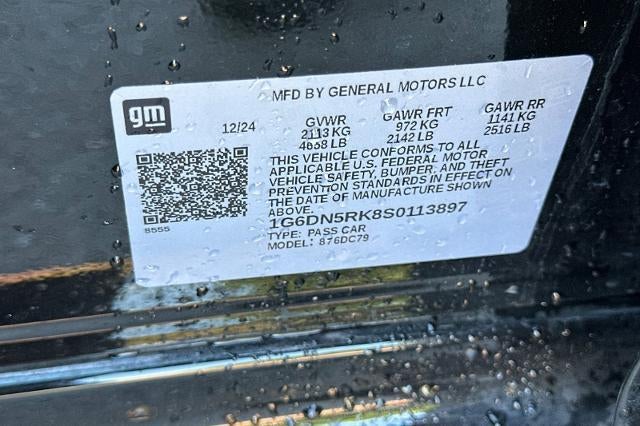 gm
MFD BY GENERAL MOTORS LLC
12/24
GVWR GAWR FRT GAWR RR
2113 KG 972 KG 1141 KG
4658 LB 2142 LB 2516 LB
THIS VEHICLE CONFORMS TO ALL
APPLICABLE U.S. FEDERAL MOTOR
VEHICLE SAFETY, BUMPER, AND THEFT
PREVENTION STANDARDS IN EFFECT ON
THE DATE OF MANUFACTURE SHOWN
ABOVE.
8555
1G6DN5RK8S0113897
TYPE: PASS CAR
MODEL: 876DC79